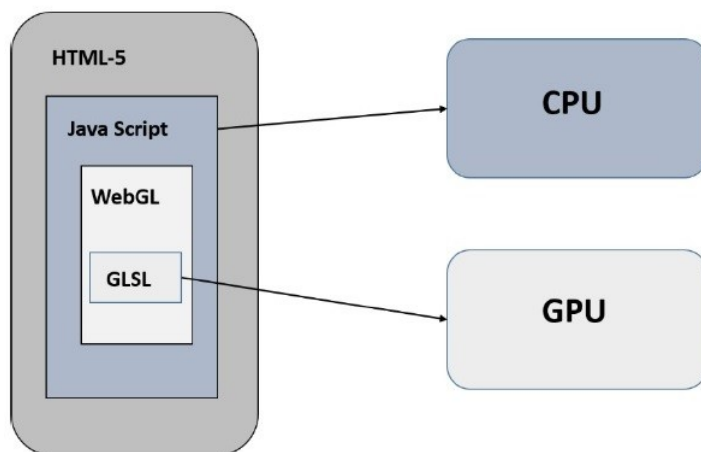 HTML-5
Java Script
WebGL
GLSL
CPU
GPU